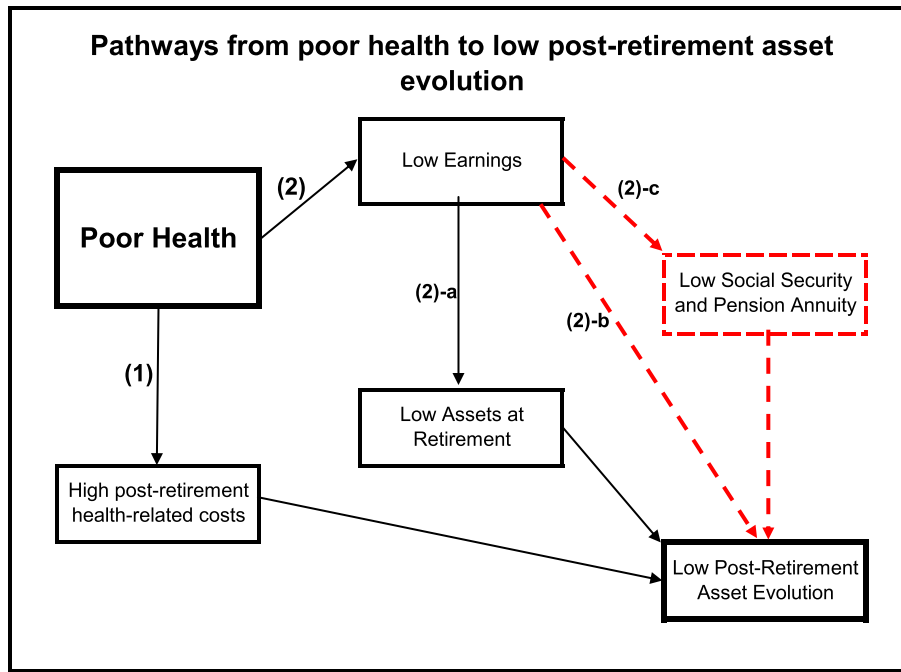 Pathways from poor health to low post-retirement asset
evolution
Low Earnings
(2)
(2)-c
Poor Health
Low Social Security
and Pension Annuity
(2)-a
(2)-b
(1)
Low Assets at
Retirement
High post-retirement
health-related costs
Low Post-Retirement
Asset Evolution